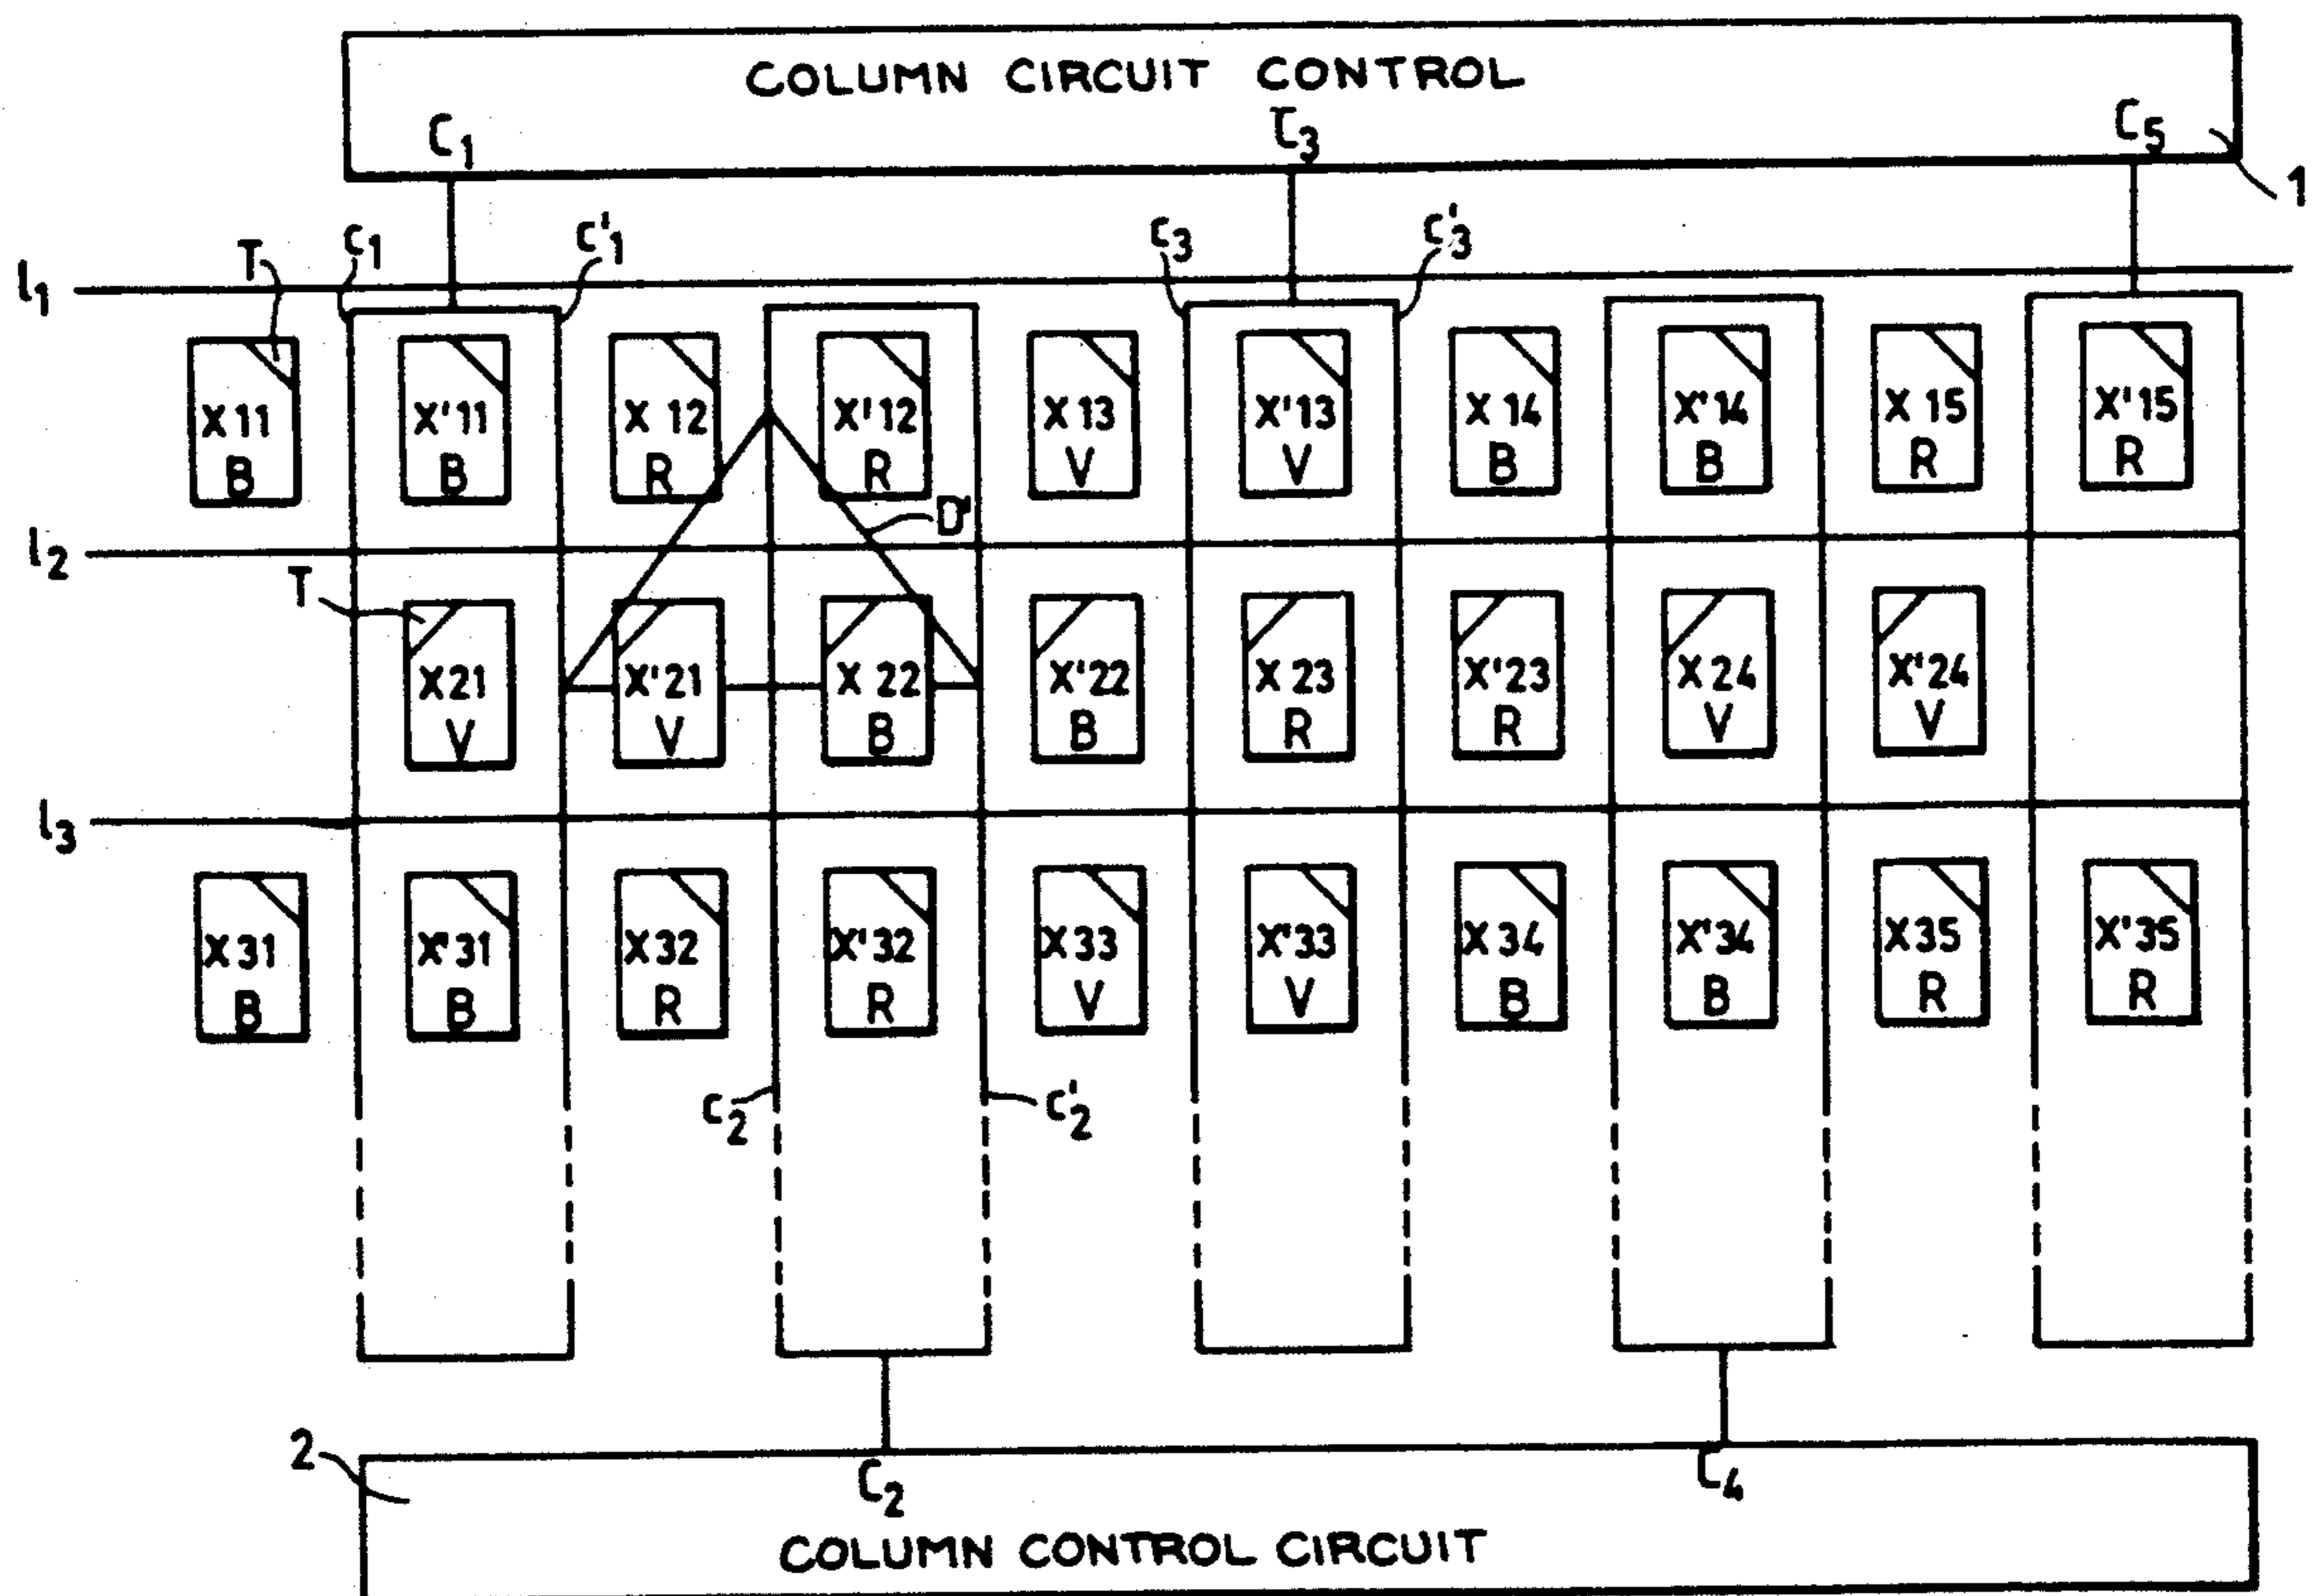 COLUMN CIRCUIT CONTROL
C1 C3 C5
1
T c1 c'1 c3 c'3
l1
X11 X'11 X12 X'12 X13 X'13 X14 X'14 X15 X'15
B B R R V V B B R R
D'
l2
T
X21 X'21 X22 X'22 X23 X'23 X24 X'24
V V B B R R V V
l3
X31 X'31 X32 X'32 X33 X'33 X34 X'34 X35 X'35
B B R R V V B B R R
c2 c'2
2
C2 C4
COLUMN CONTROL CIRCUIT